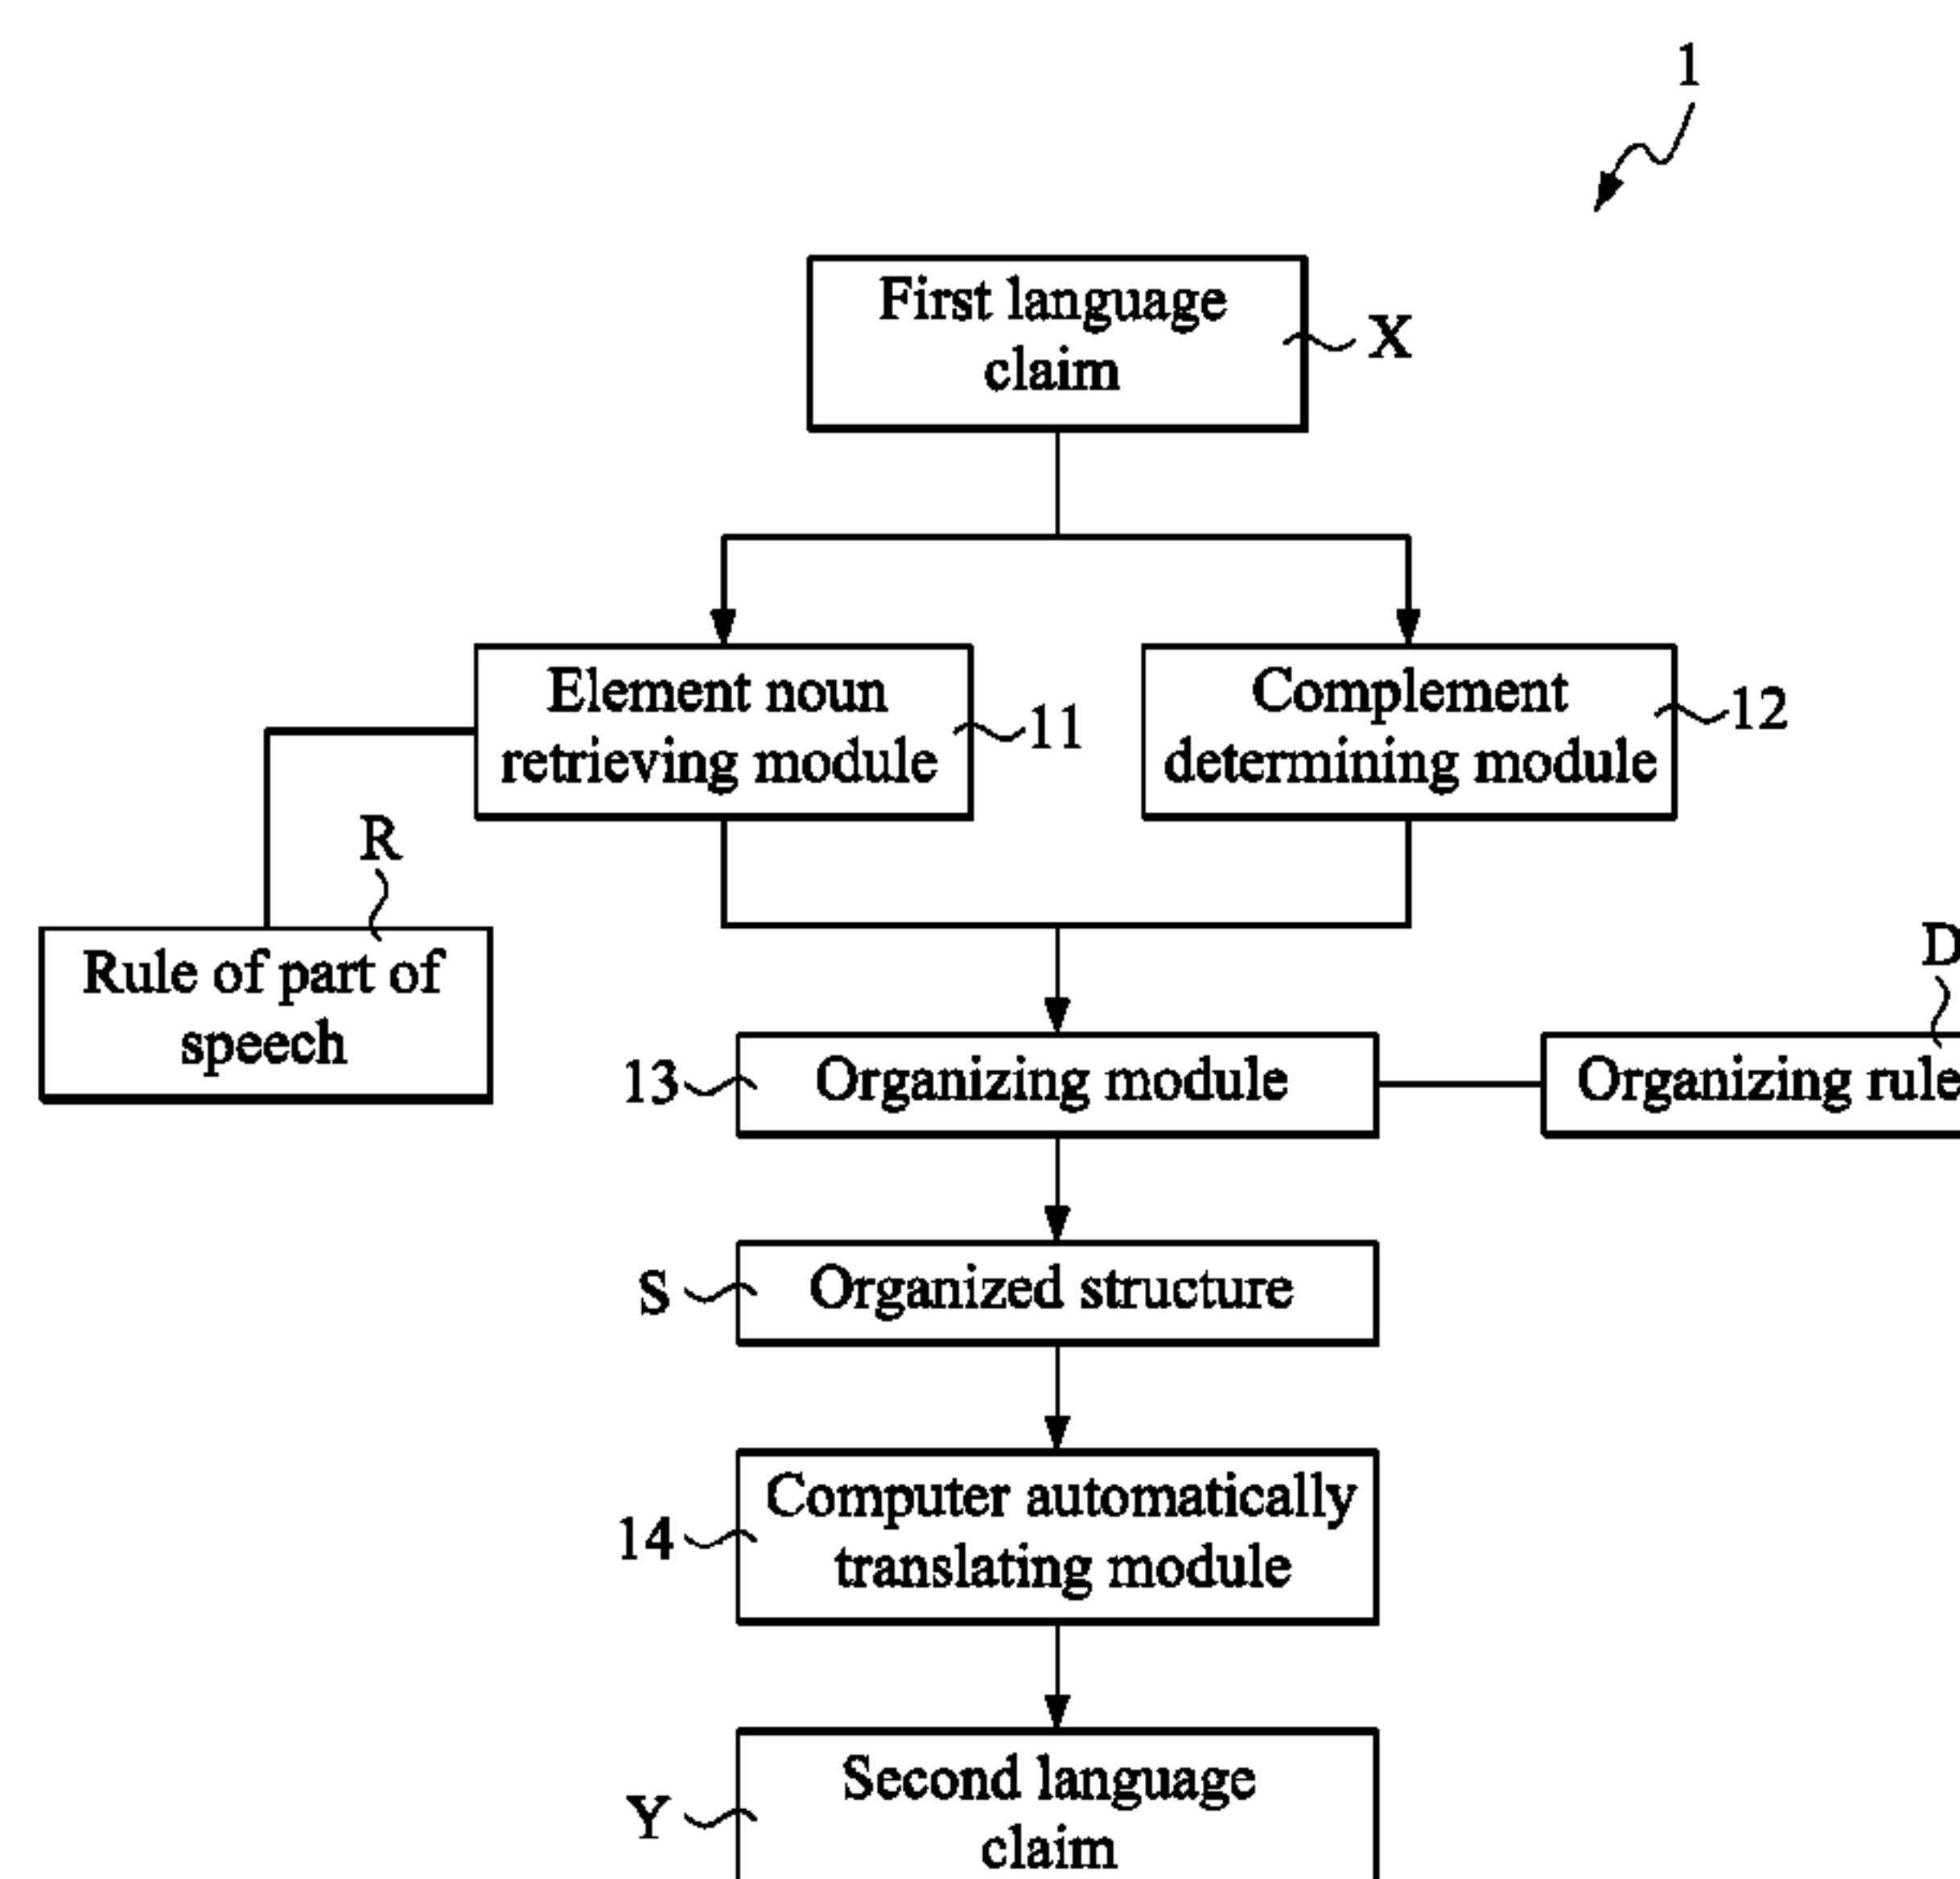 1
First language
claim
X
Element noun
retrieving module
11
Complement
determining module
12
R
Rule of part of
speech
D
13
Organizing module
Organizing rule
S
Organized structure
14
Computer automatically
translating module
Y
Second language
claim